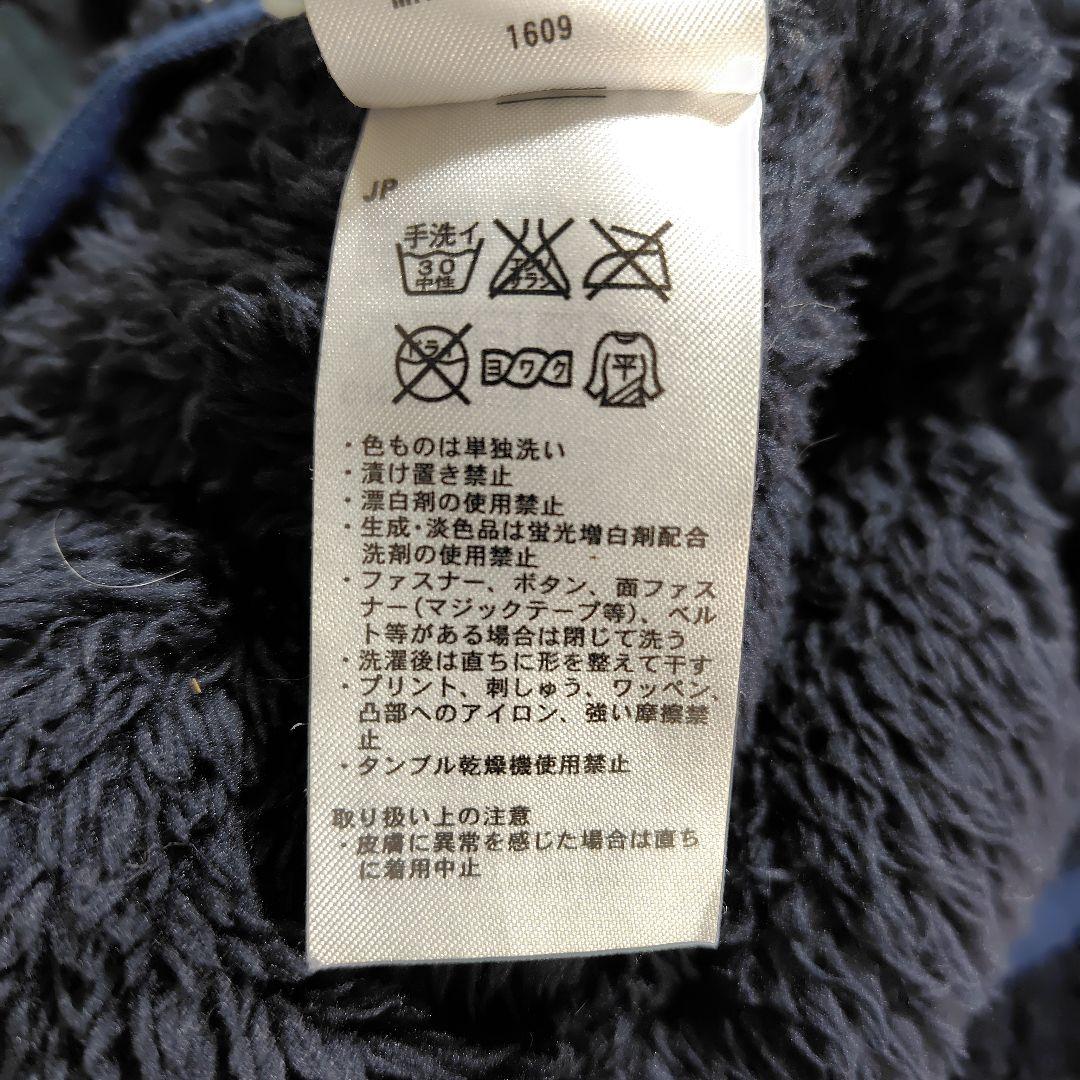 1609
JP
手洗イ
30
中性
エンソ
サラシ
ドライ
ヨワク
平
・色ものは単独洗い
・漬け置き禁止
・漂白剤の使用禁止
・生成・淡色品は蛍光増白剤配合
洗剤の使用禁止
・ファスナー、ボタン、面ファス
ナー(マジックテープ等)、ベル
ト等がある場合は閉じて洗う
・洗濯後は直ちに形を整えて干す
・プリント、刺しゅう、ワッペン、
凸部へのアイロン、強い摩擦禁
止
・タンブル乾燥機使用禁止
取り扱い上の注意
・皮膚に異常を感じた場合は直ち
に着用中止